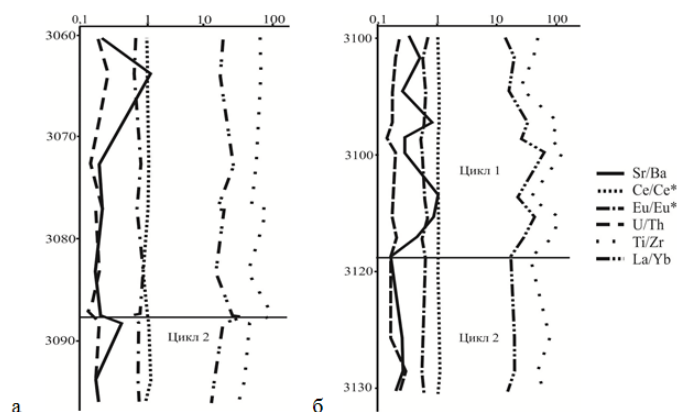 а
0.1 1 10 100
3060
3070
3080
3090
Цикл 2
б
0.1 1 10 100
3100
3100
3120
3130
Цикл 1
Цикл 2
Sr/Ba
Ce/Ce*
Eu/Eu*
U/Th
Ti/Zr
La/Yb